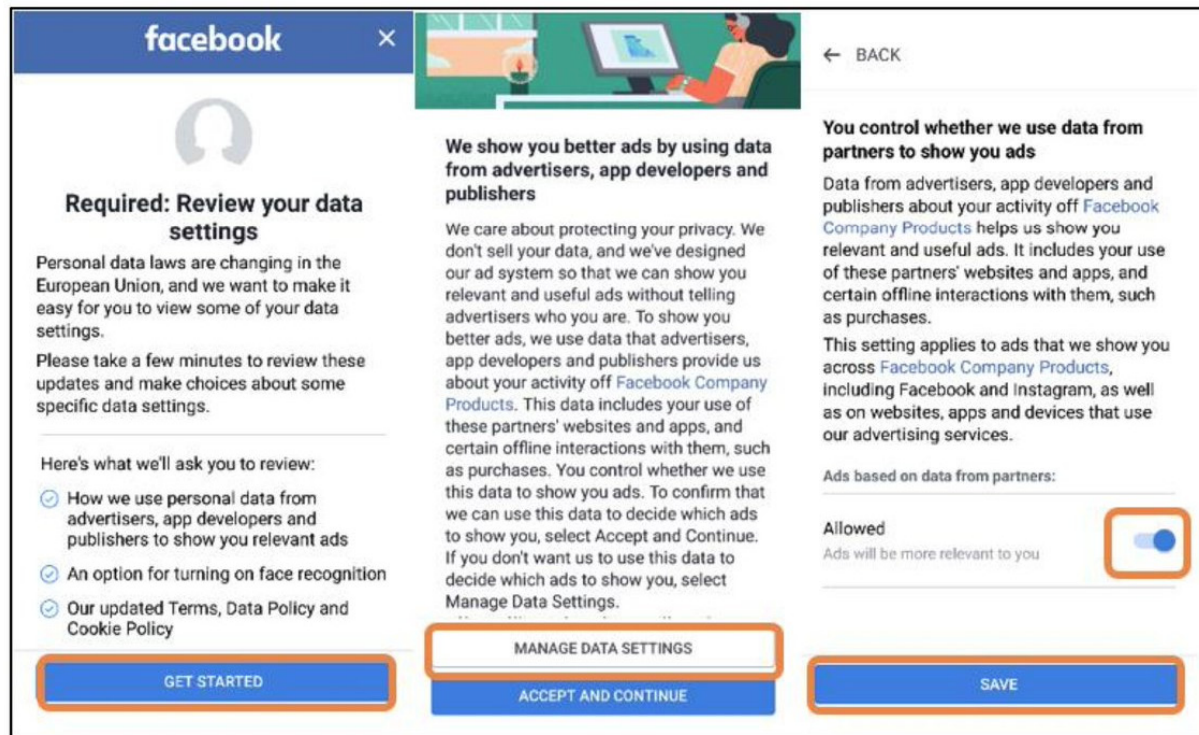 facebook
×
Required: Review your data
settings
Personal data laws are changing in the
European Union, and we want to make it
easy for you to view some of your data
settings.
Please take a few minutes to review these
updates and make choices about some
specific data settings.
Here's what we'll ask you to review:
How we use personal data from
advertisers, app developers and
publishers to show you relevant ads
An option for turning on face recognition
Our updated Terms, Data Policy and
Cookie Policy
GET STARTED
We show you better ads by using data
from advertisers, app developers and
publishers
We care about protecting your privacy. We
don't sell your data, and we've designed
our ad system so that we can show you
relevant and useful ads without telling
advertisers who you are. To show you
better ads, we use data that advertisers,
app developers and publishers provide us
about your activity off Facebook Company
Products. This data includes your use of
these partners' websites and apps, and
certain offline interactions with them, such
as purchases. You control whether we use
this data to show you ads. To confirm that
we can use this data to decide which ads
to show you, select Accept and Continue.
If you don't want us to use this data to
decide which ads to show you, select
Manage Data Settings.
MANAGE DATA SETTINGS
ACCEPT AND CONTINUE
← BACK
You control whether we use data from
partners to show you ads
Data from advertisers, app developers and
publishers about your activity off Facebook
Company Products helps us show you
relevant and useful ads. It includes your use
of these partners' websites and apps, and
certain offline interactions with them, such
as purchases.
This setting applies to ads that we show you
across Facebook Company Products,
including Facebook and Instagram, as well
as on websites, apps and devices that use
our advertising services.
Ads based on data from partners:
Allowed
Ads will be more relevant to you
SAVE